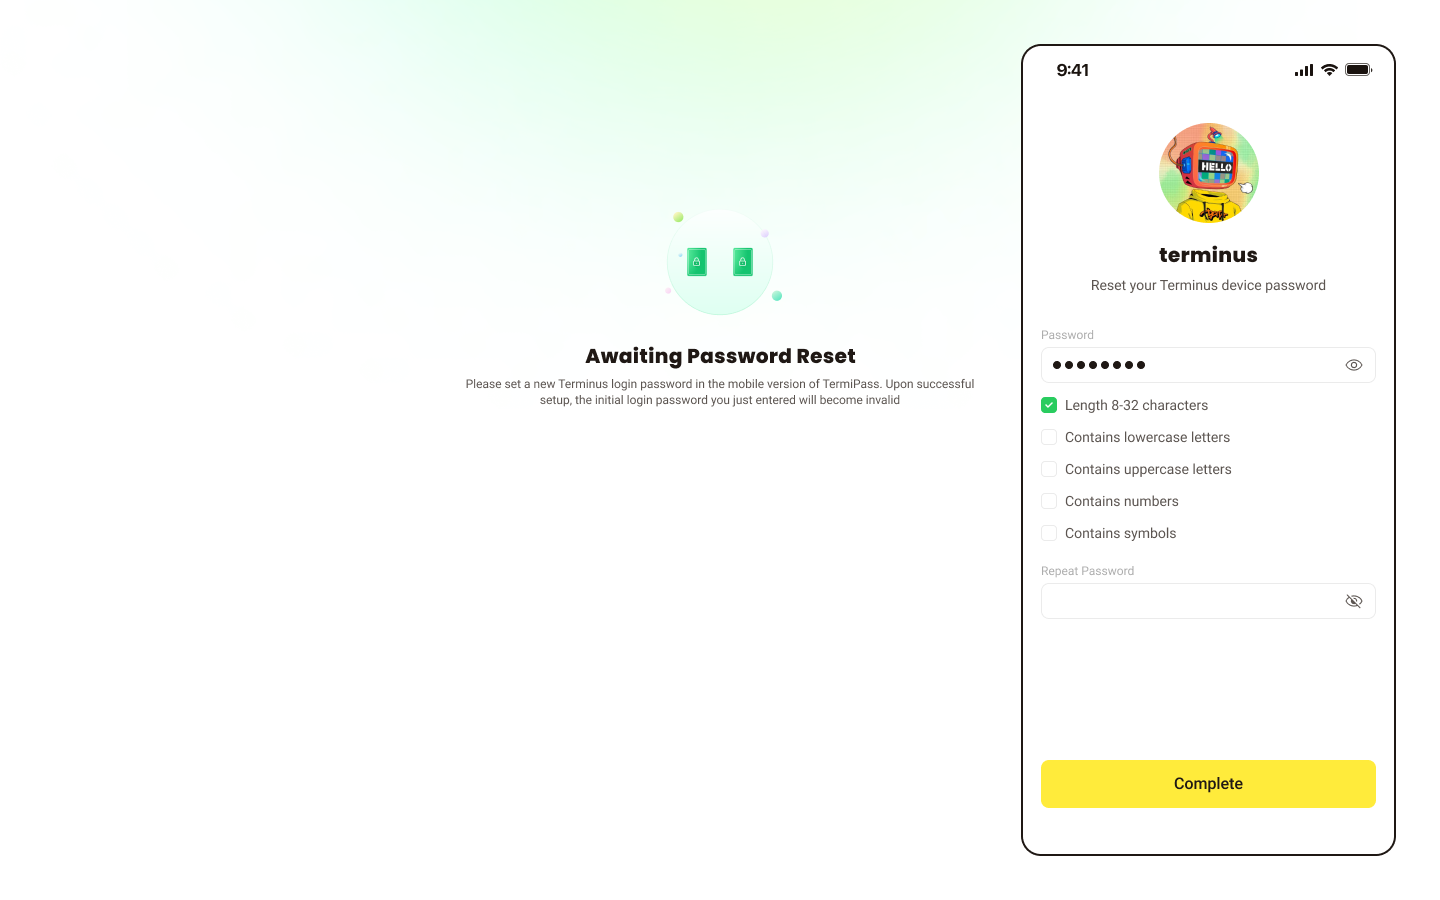 Awaiting Password Reset
Please set a new Terminus login password in the mobile version of TermiPass. Upon successful
setup, the initial login password you just entered will become invalid
9:41
HELLO
terminus
Reset your Terminus device password
Password
Length 8-32 characters
Contains lowercase letters
Contains uppercase letters
Contains numbers
Contains symbols
Repeat Password
Complete